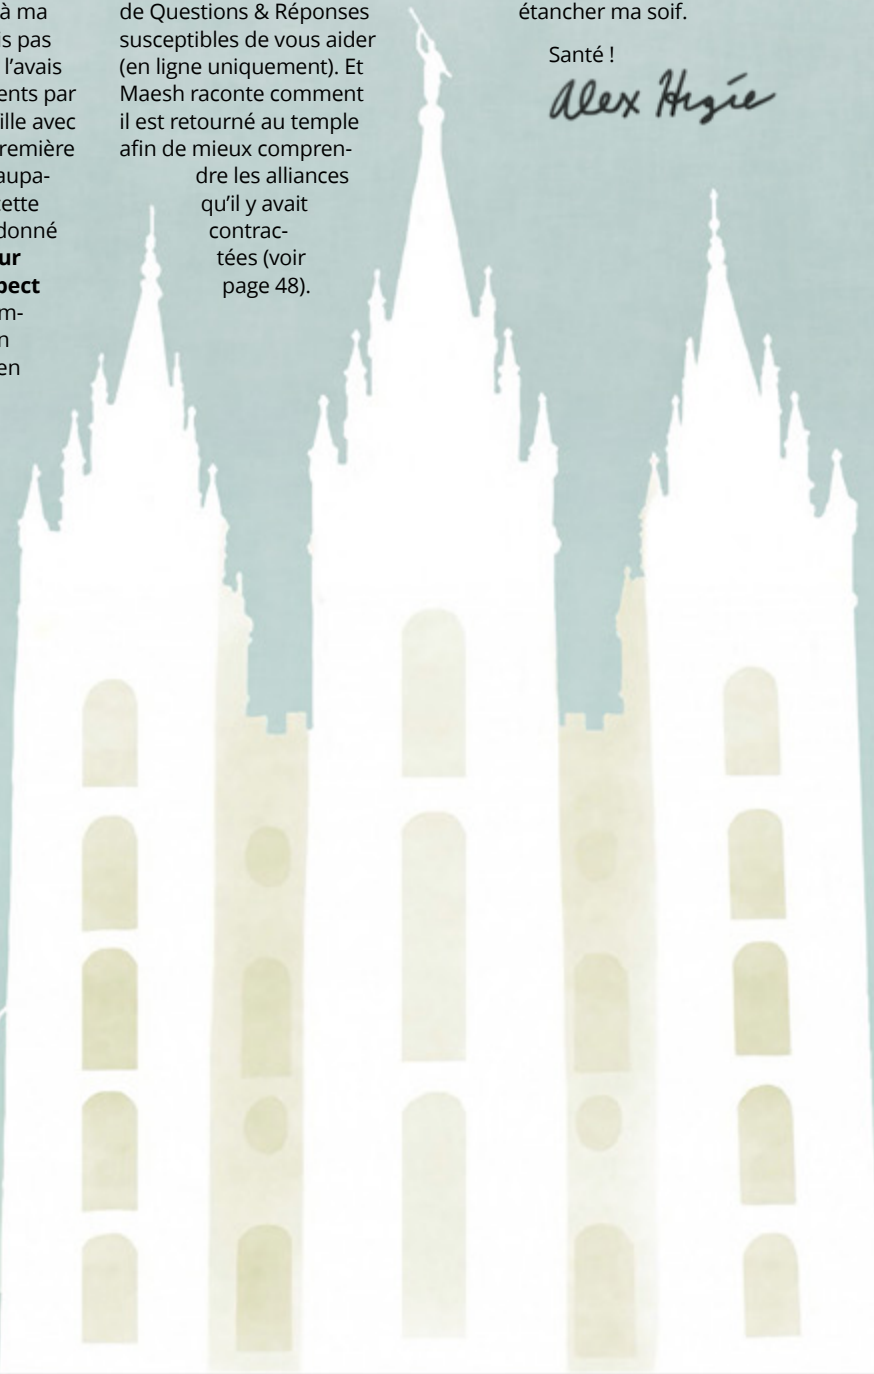 à ma
is pas
l’avais
ents par
ille avec
remière
aupa-
ette
donné
ur
pect
m-
n
en
de Questions & Réponses
susceptibles de vous aider
(en ligne uniquement). Et
Maesh raconte comment
il est retourné au temple
afin de mieux compren-
dre les alliances
qu’il y avait
contrac-
tées (voir
page 48).
étancher ma soif.
Santé !
Alex Hugie